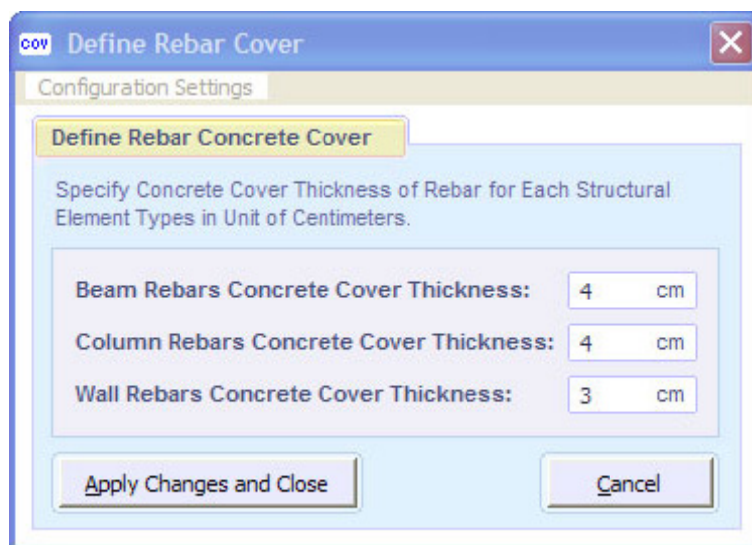 cov Define Rebar Cover
Configuration Settings
Define Rebar Concrete Cover
Specify Concrete Cover Thickness of Rebar for Each Structural
Element Types in Unit of Centimeters.
Beam Rebars Concrete Cover Thickness: 4 cm
Column Rebars Concrete Cover Thickness: 4 cm
Wall Rebars Concrete Cover Thickness: 3 cm
Apply Changes and Close Cancel